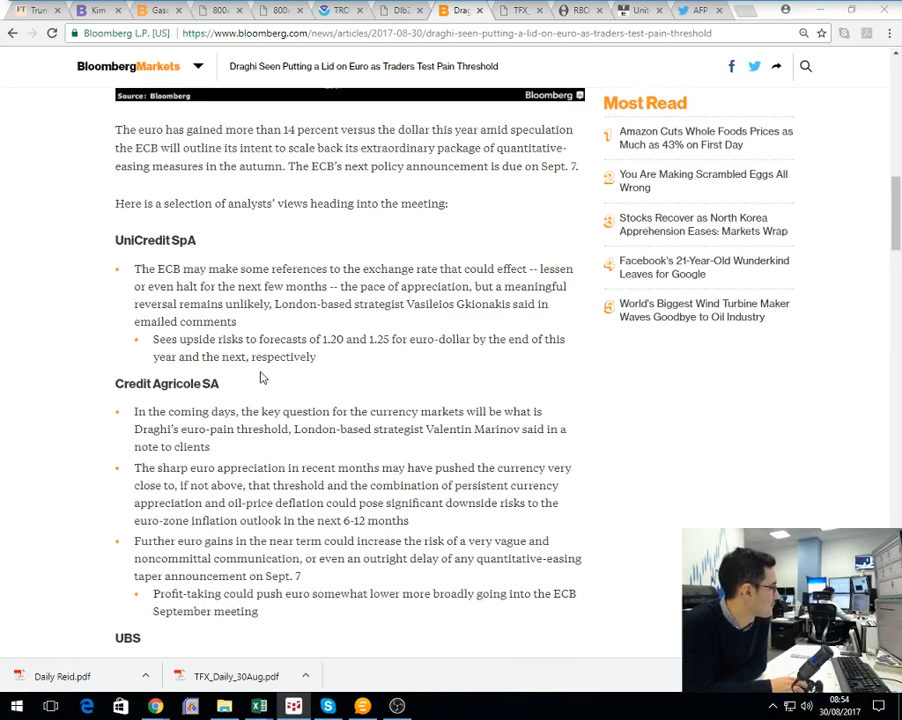 Trun
Kim
Gaso
800x
800x
TRO
Dlb2
Drag
TFX_
RBC
Unit
AFP
Bloomberg L.P. [US]
https://www.bloomberg.com/news/articles/2017-08-30/draghi-seen-putting-a-lid-on-euro-as-traders-test-pain-threshold
BloombergMarkets
Draghi Seen Putting a Lid on Euro as Traders Test Pain Threshold
Source: Bloomberg
Bloomberg
The euro has gained more than 14 percent versus the dollar this year amid speculation
the ECB will outline its intent to scale back its extraordinary package of quantitative-
easing measures in the autumn. The ECB's next policy announcement is due on Sept. 7.
Here is a selection of analysts' views heading into the meeting:
UniCredit SpA
The ECB may make some references to the exchange rate that could effect -- lessen
or even halt for the next few months -- the pace of appreciation, but a meaningful
reversal remains unlikely, London-based strategist Vasileios Gkionakis said in
emailed comments
Sees upside risks to forecasts of 1.20 and 1.25 for euro-dollar by the end of this
year and the next, respectively
Credit Agricole SA
In the coming days, the key question for the currency markets will be what is
Draghi's euro-pain threshold, London-based strategist Valentin Marinov said in a
note to clients
The sharp euro appreciation in recent months may have pushed the currency very
close to, if not above, that threshold and the combination of persistent currency
appreciation and oil-price deflation could pose significant downside risks to the
euro-zone inflation outlook in the next 6-12 months
Further euro gains in the near term could increase the risk of a very vague and
noncommittal communication, or even an outright delay of any quantitative-easing
taper announcement on Sept. 7
Profit-taking could push euro somewhat lower more broadly going into the ECB
September meeting
UBS
Most Read
1 Amazon Cuts Whole Foods Prices as
Much as 43% on First Day
2 You Are Making Scrambled Eggs All
Wrong
3 Stocks Recover as North Korea
Apprehension Eases: Markets Wrap
4 Facebook's 21-Year-Old Wunderkind
Leaves for Google
5 World's Biggest Wind Turbine Maker
Waves Goodbye to Oil Industry
Daily Reid.pdf
TFX_Daily_30Aug.pdf
08:54
30/08/2017